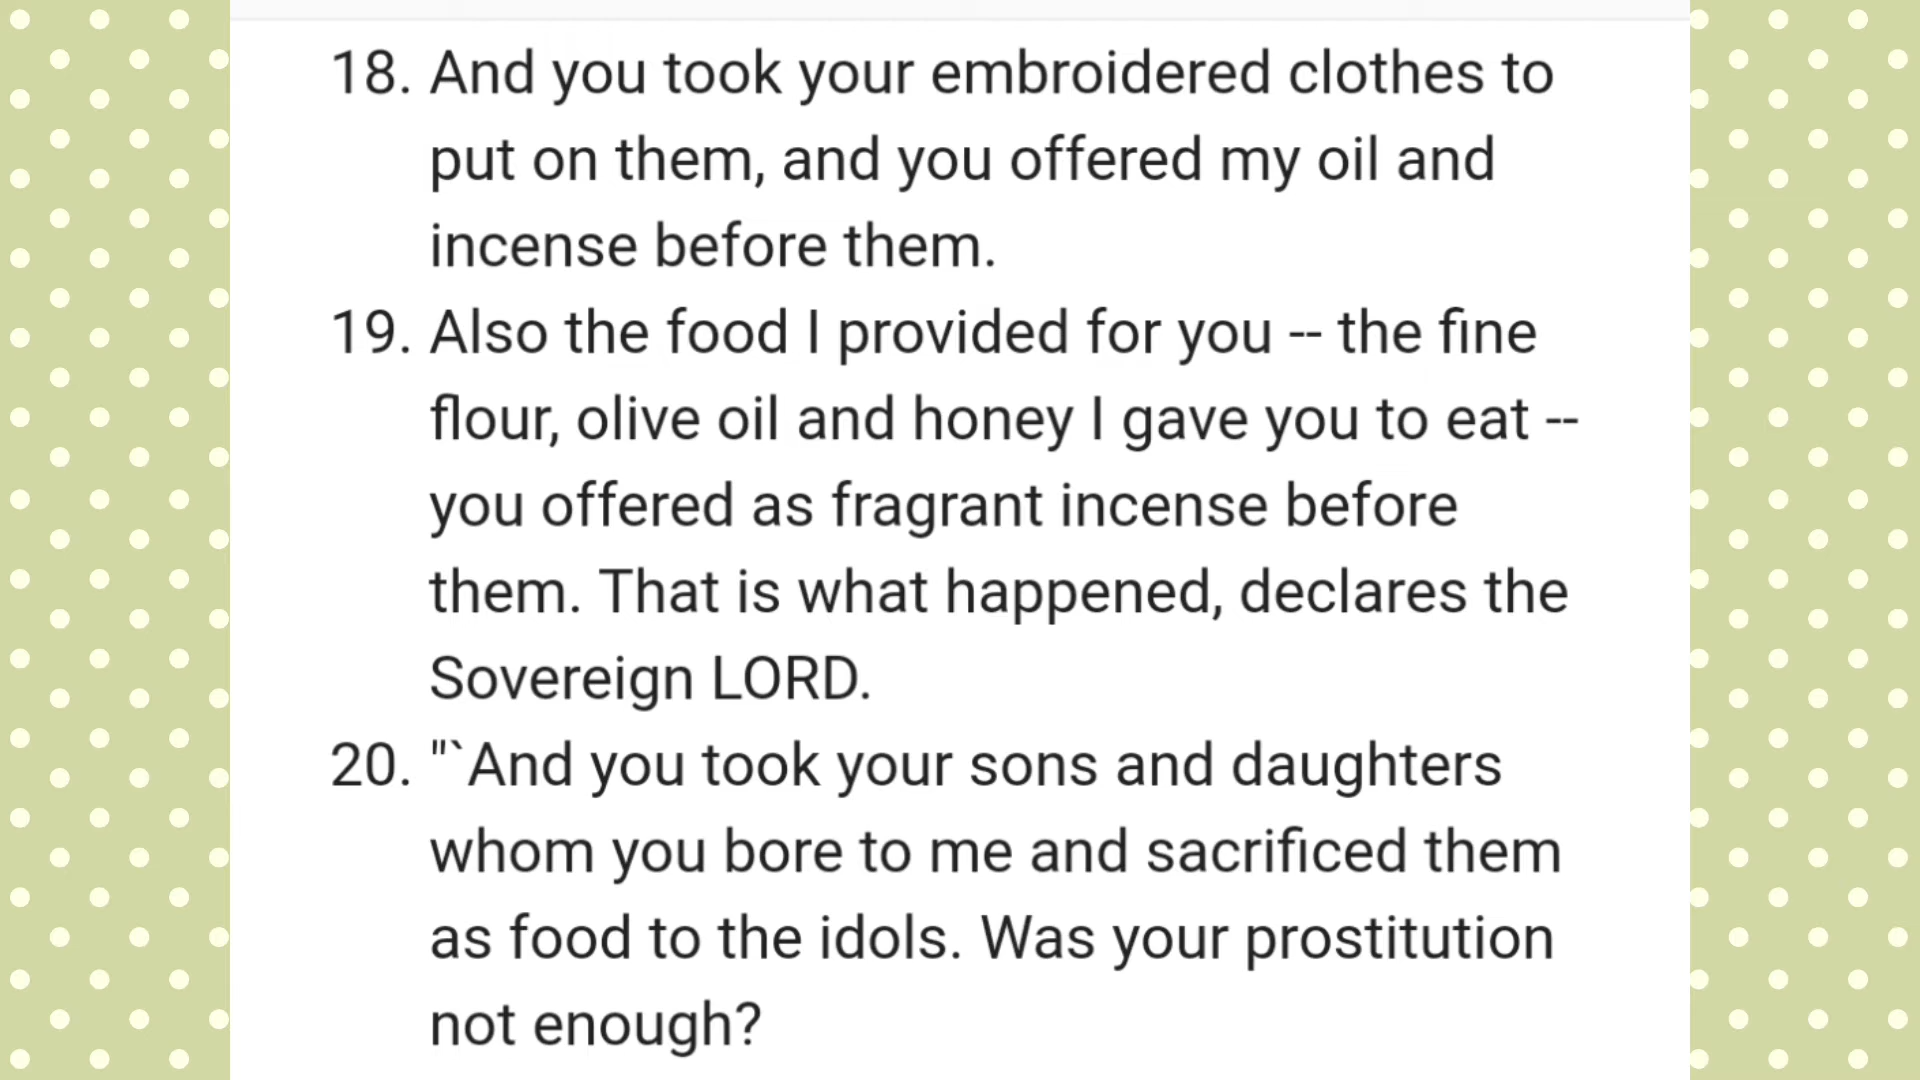 18. And you took your embroidered clothes to
put on them, and you offered my oil and
incense before them.
19. Also the food I provided for you -- the fine
flour, olive oil and honey I gave you to eat --
you offered as fragrant incense before
them. That is what happened, declares the
Sovereign LORD.
20. "`And you took your sons and daughters
whom you bore to me and sacrificed them
as food to the idols. Was your prostitution
not enough?